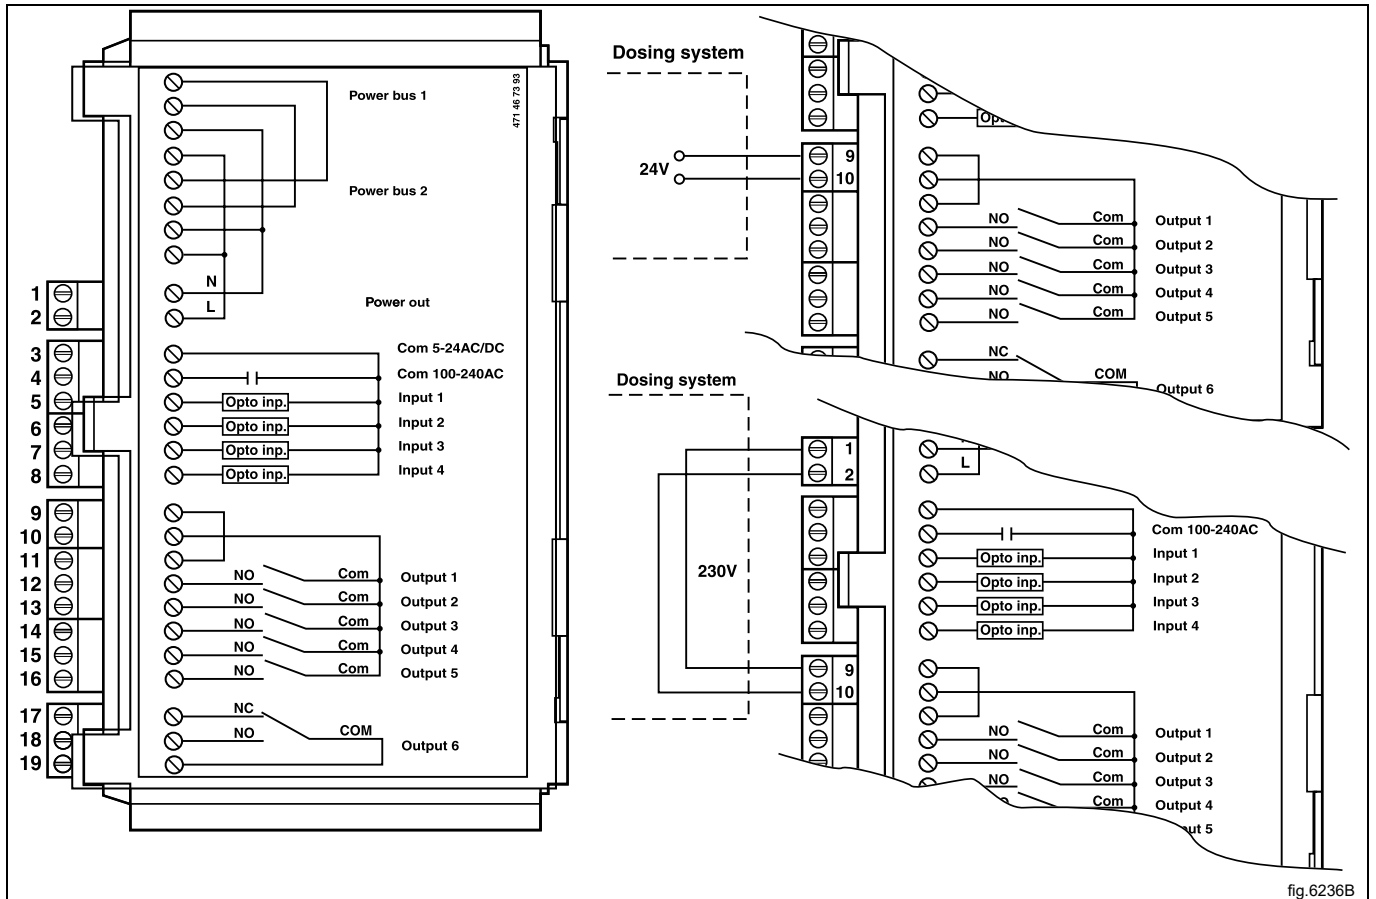 471 46 73 93
Power bus 1
Power bus 2
N
L
Power out
1
2
3
4
5
6
7
8
9
10
11
12
13
14
15
16
17
18
19
Com 5-24AC/DC
Com 100-240AC
Opto inp. Input 1
Opto inp. Input 2
Opto inp. Input 3
Opto inp. Input 4
NO Com Output 1
NO Com Output 2
NO Com Output 3
NO Com Output 4
NO Com Output 5
NC
NO COM Output 6
Dosing system
24V
9
10
NO Com Output 1
NO Com Output 2
NO Com Output 3
NO Com Output 4
NO Com Output 5
NC
NO COM Output 6
Dosing system
230V
1
2
L
9
10
Com 100-240AC
Opto inp. Input 1
Opto inp. Input 2
Opto inp. Input 3
Opto inp. Input 4
NO Com Output 1
NO Com Output 2
NO Com Output 3
Com Output 4
ut 5
fig.6236B